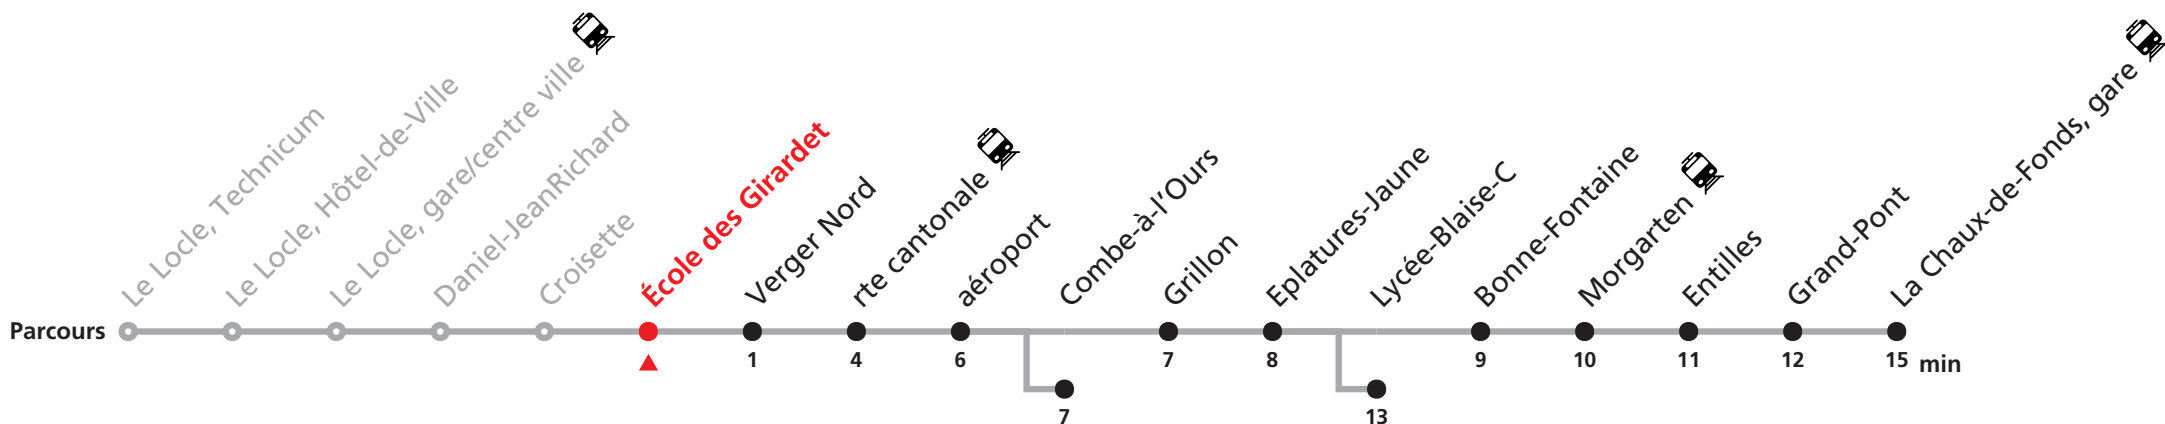 Le Locle, Technicum
Le Locle, Hôtel-de-Ville
Le Locle, gare/centre ville
Daniel-JeanRichard
Croisette
École des Girardet
Verger Nord
rte cantonale
aéroport
Combe-à-l'Ours
Grillon
Eplatures-Jaune
Lycée-Blaise-C
Bonne-Fontaine
Morgarten
Entilles
Grand-Pont
La Chaux-de-Fonds, gare
Parcours
1 4 6 7 8 9 10 11 12 15 min
7 13